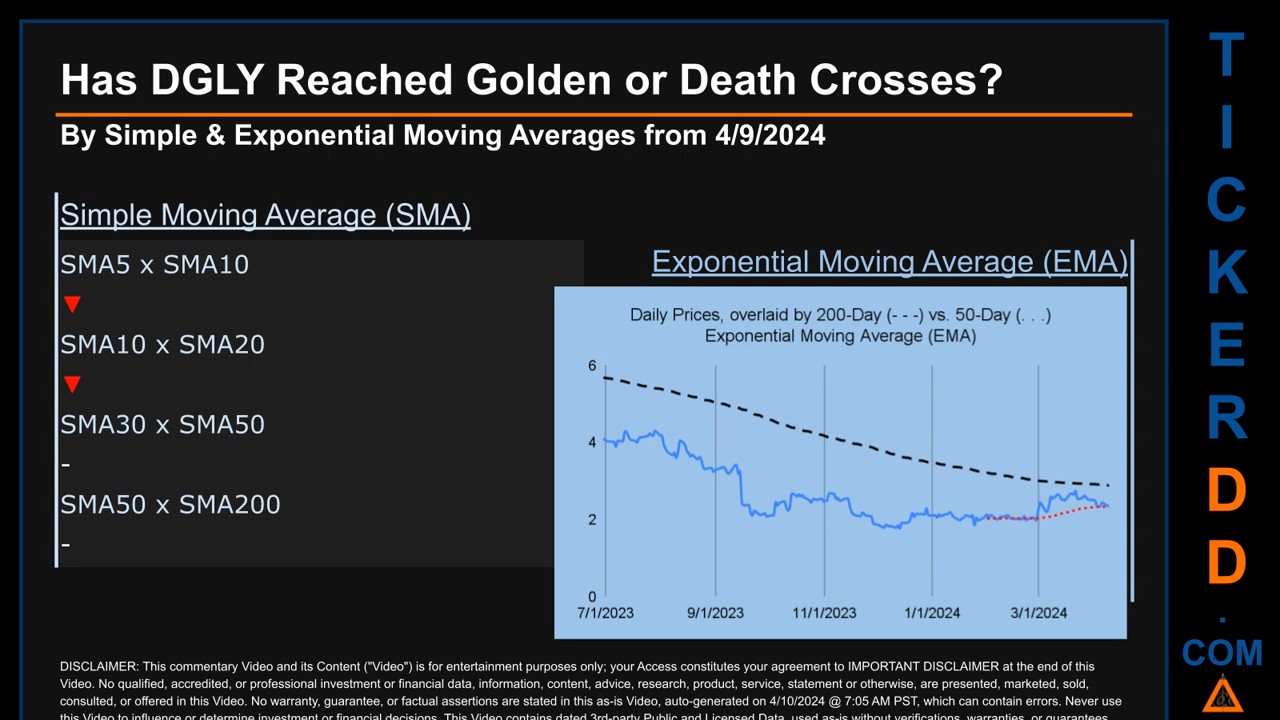 Has DGLY Reached Golden or Death Crosses?
By Simple & Exponential Moving Averages from 4/9/2024
Simple Moving Average (SMA)
SMA5 x SMA10
▼
SMA10 x SMA20
▼
SMA30 x SMA50
-
SMA50 x SMA200
-
Exponential Moving Average (EMA)
Daily Prices, overlaid by 200-Day (- - -) vs. 50-Day (. . .)
Exponential Moving Average (EMA)
6
4
2
0
7/1/2023 9/1/2023 11/1/2023 1/1/2024 3/1/2024
DISCLAIMER: This commentary Video and its Content ("Video") is for entertainment purposes only; your Access constitutes your agreement to IMPORTANT DISCLAIMER at the end of this
Video. No qualified, accredited, or professional investment or financial data, information, content, advice, research, product, service, statement or otherwise, are presented, marketed, sold,
consulted, or offered in this Video. No warranty, guarantee, or factual assertions are stated in this as-is Video, auto-generated on 4/10/2024 @ 7:05 AM PST, which can contain errors. Never use
this Video to influence or determine investment or financial decisions. This Video contains dated 3rd-party Public and Licensed Data, used as-is without verifications, warranties, or guarantees
T
I
C
K
E
R
D
D
.
COM